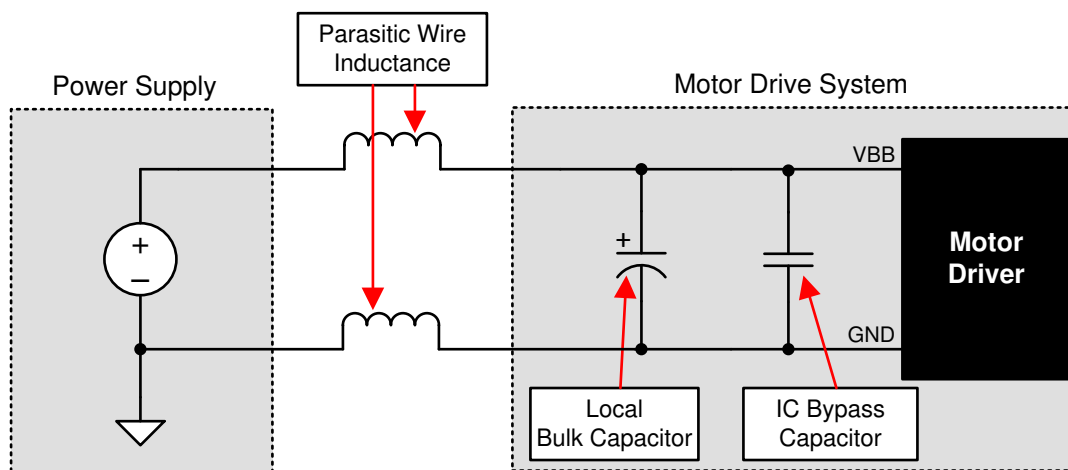 Parasitic Wire
Inductance
Power Supply
Motor Drive System
VBB
+
–
+
Motor
Driver
GND
Local
Bulk Capacitor
IC Bypass
Capacitor